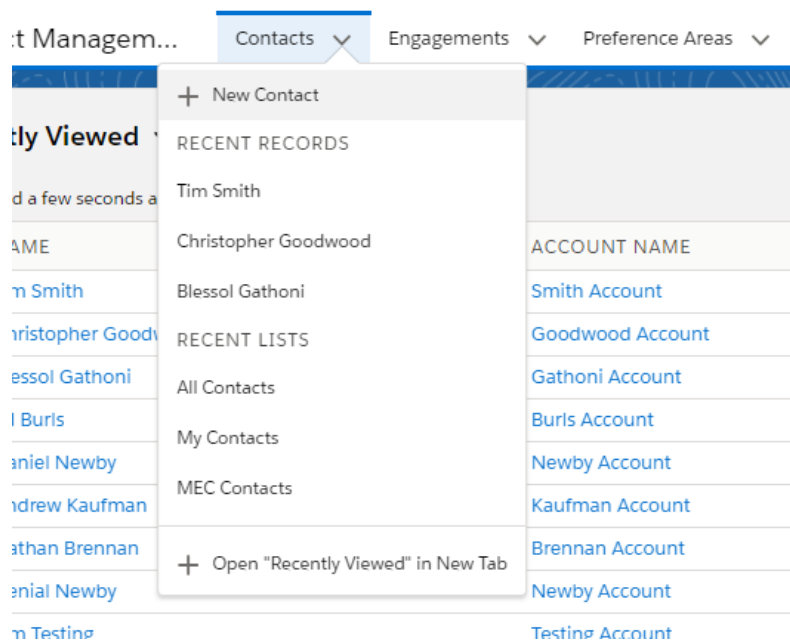 :t Managem...
Contacts
Engagements
Preference Areas
New Contact
RECENT RECORDS
Tim Smith
Christopher Goodwood
Blessol Gathoni
RECENT LISTS
All Contacts
My Contacts
MEC Contacts
Open "Recently Viewed" in New Tab
tly Viewed
d a few seconds a
AME
ACCOUNT NAME
m Smith
Smith Account
hristopher Goodw
Goodwood Account
essol Gathoni
Gathoni Account
l Burls
Burls Account
aniel Newby
Newby Account
ndrew Kaufman
Kaufman Account
athan Brennan
Brennan Account
enial Newby
Newby Account
m Testing
Testing Account